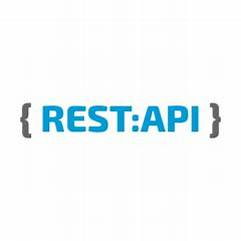 { REST:API }